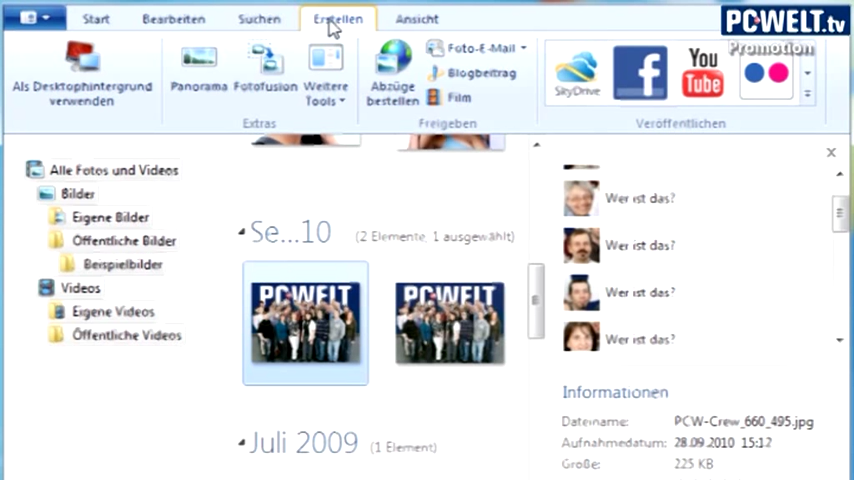 Start Bearbeiten Suchen Erstellen Ansicht
PCWELT.tv
Promotion
Als Desktophintergrund
verwenden
Panorama Fotofusion Weitere
Tools
Abzüge
bestellen
Foto-E-Mail
Blogbeitrag
Film
SkyDrive
f
You
Tube
Extras Freigeben Veröffentlichen
Alle Fotos und Videos
Bilder
Eigene Bilder
Öffentliche Bilder
Beispielbilder
Videos
Eigene Videos
Öffentliche Videos
Se...10 (2 Elemente, 1 ausgewählt)
PCWELT PCWELT
Juli 2009 (1 Element)
Wer ist das?
Wer ist das?
Wer ist das?
Wer ist das?
Informationen
Dateiname: PCW-Crew_660_495.jpg
Aufnahmedatum: 28.09.2010 15:12
Größe: 225 KB